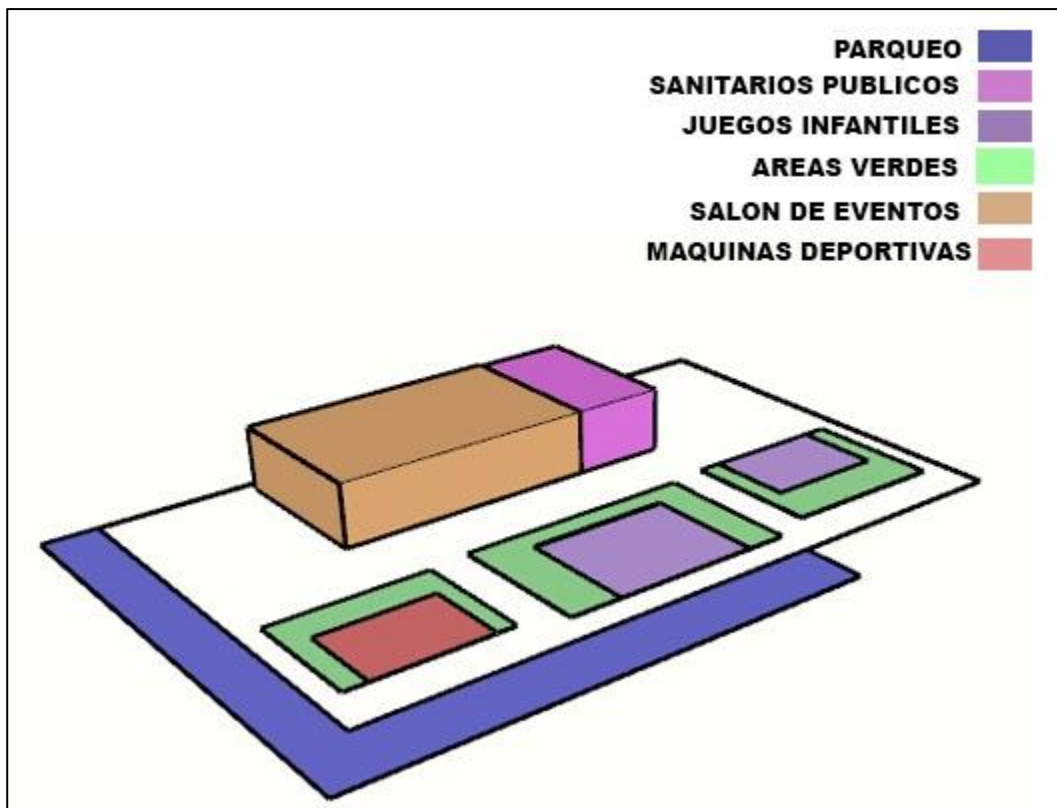 PARQUEO
SANITARIOS PUBLICOS
JUEGOS INFANTILES
AREAS VERDES
SALON DE EVENTOS
MAQUINAS DEPORTIVAS